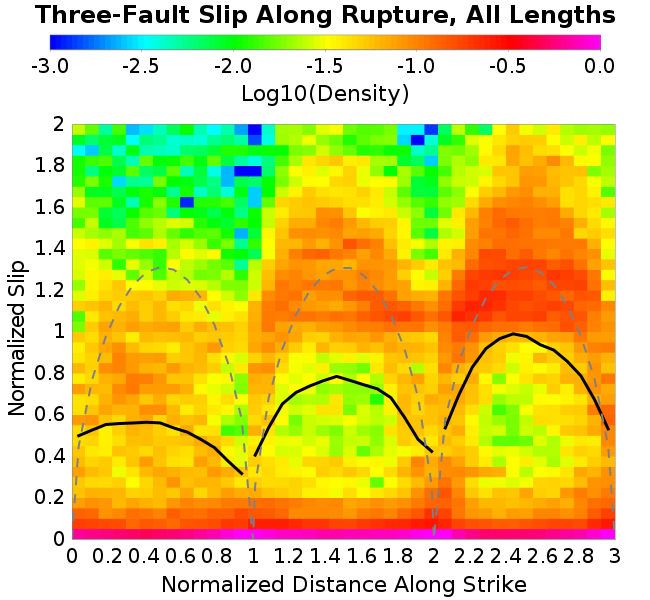 Three-Fault Slip Along Rupture, All Lengths
-3.0 -2.5 -2.0 -1.5 -1.0 -0.5 0.0
Log10(Density)
2
1.8
1.6
1.4
1.2
1
0.8
0.6
0.4
0.2
0
Normalized Slip
0 0.2 0.4 0.6 0.8 1 1.2 1.4 1.6 1.8 2 2.2 2.4 2.6 2.8 3
Normalized Distance Along Strike